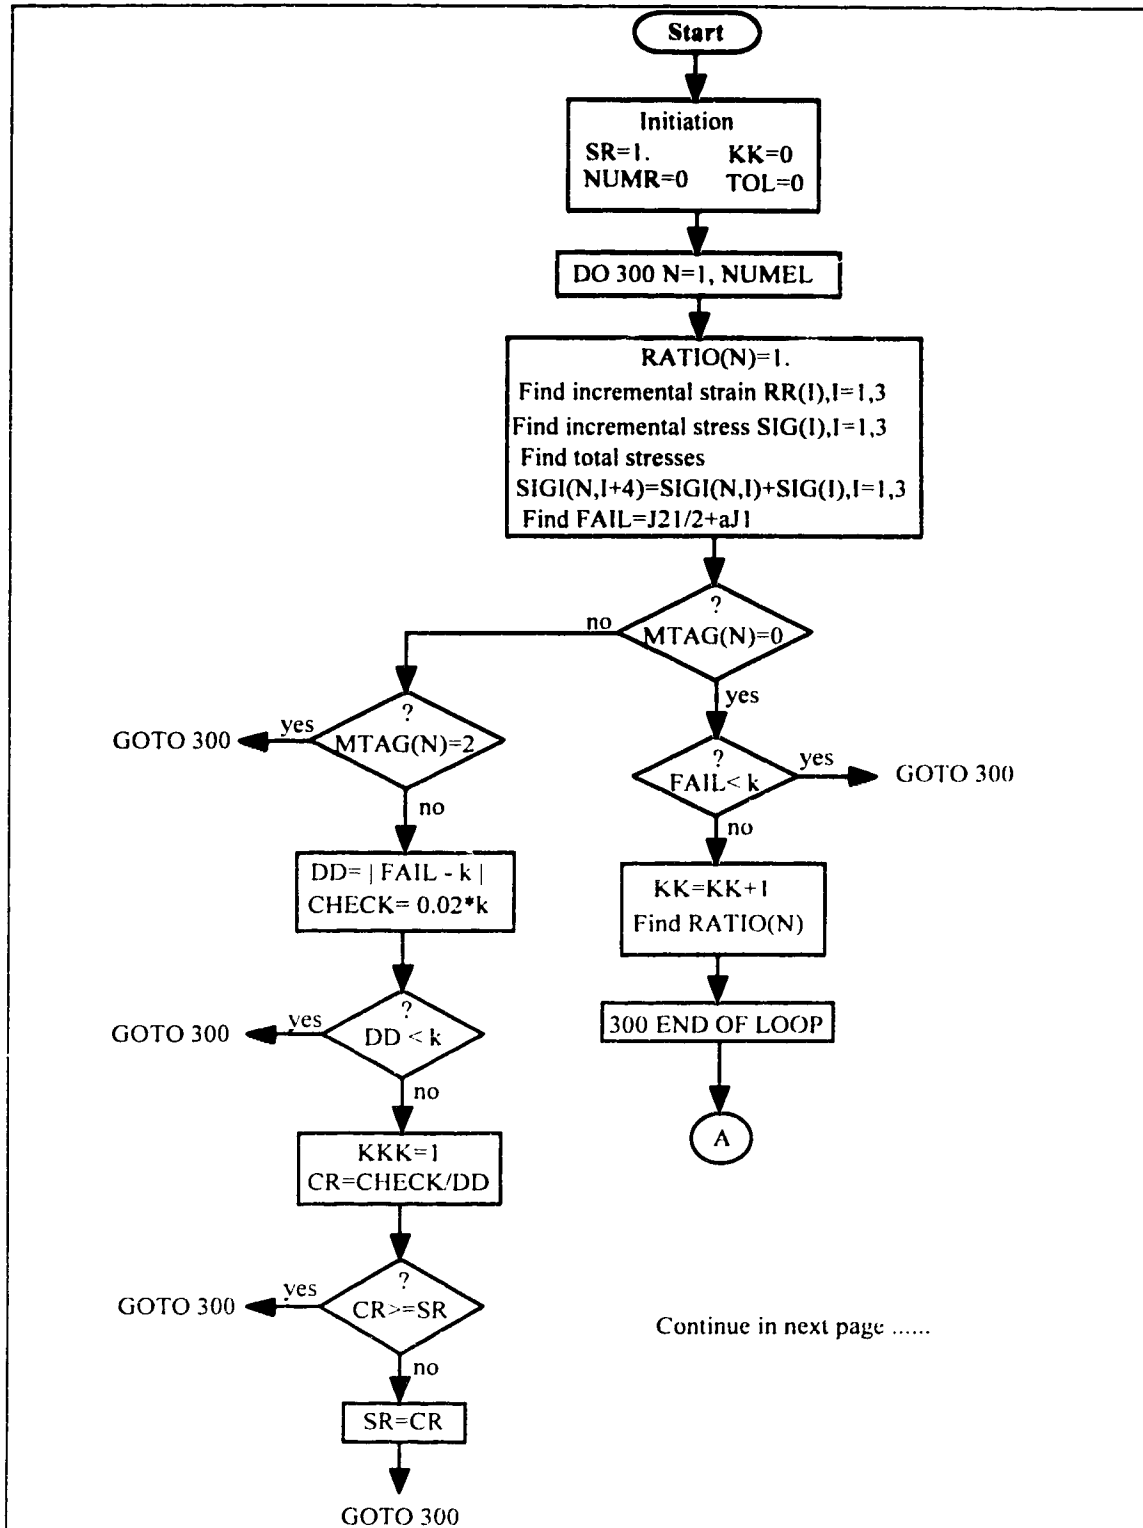 Start
Initiation
SR=1. KK=0
NUMR=0 TOL=0
DO 300 N=1, NUMEL
RATIO(N)=1.
Find incremental strain RR(I),I=1,3
Find incremental stress SIG(I),I=1,3
Find total stresses
SIGI(N,I+4)=SIGI(N,I)+SIG(I),I=1,3
Find FAIL=J21/2+aJ1
?
MTAG(N)=0
no
yes
?
MTAG(N)=2
yes
GOTO 300
no
?
FAIL< k
yes
GOTO 300
no
DD= | FAIL - k |
CHECK= 0.02*k
KK=KK+1
Find RATIO(N)
?
DD < k
yes
GOTO 300
no
300 END OF LOOP
A
KKK=1
CR=CHECK/DD
?
CR>=SR
yes
GOTO 300
no
Continue in next page ......
SR=CR
GOTO 300